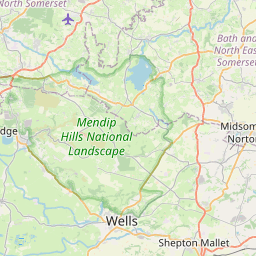 North Somerset
Bath and
North East
Somerset
Mendip
Hills National
Landscape
dge
Midsom
Norton
Wells
Shepton Mallet